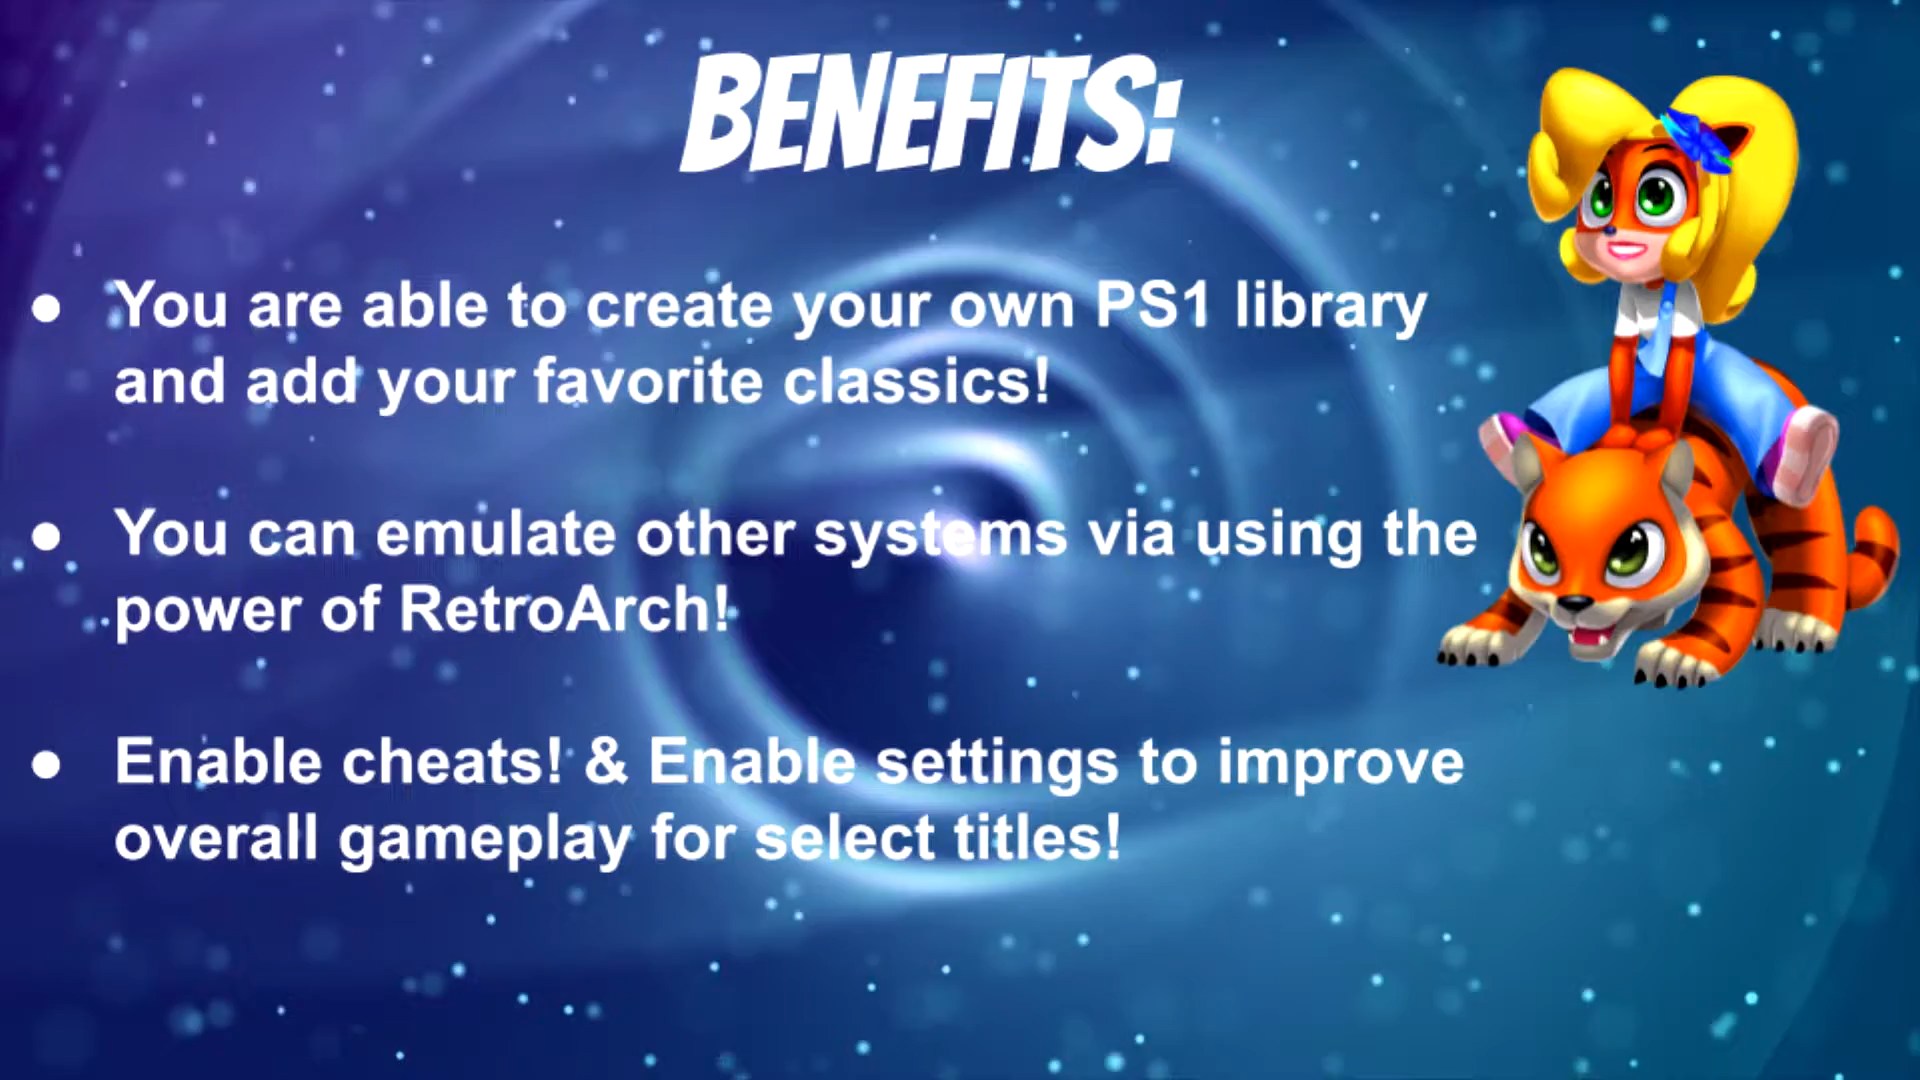 BENEFITS:
● You are able to create your own PS1 library
and add your favorite classics!
● You can emulate other systems via using the
power of RetroArch!
● Enable cheats! & Enable settings to improve
overall gameplay for select titles!